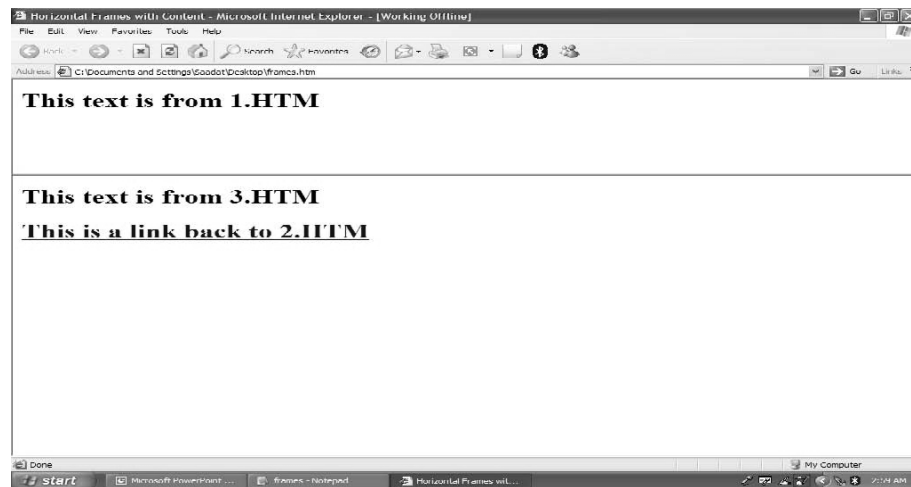 Horizontal Frames with Content - Microsoft Internet Explorer - [Working Offline]
File Edit View Favorites Tools Help
Back Search Favorites
Address C:\Documents and Settings\Saadat\Desktop\frames.htm Go Links
This text is from 1.HTM
This text is from 3.HTM
This is a link back to 2.HTM
Done My Computer
start Microsoft PowerPoint ... frames - Notepad Horizontal Frames wit... AM